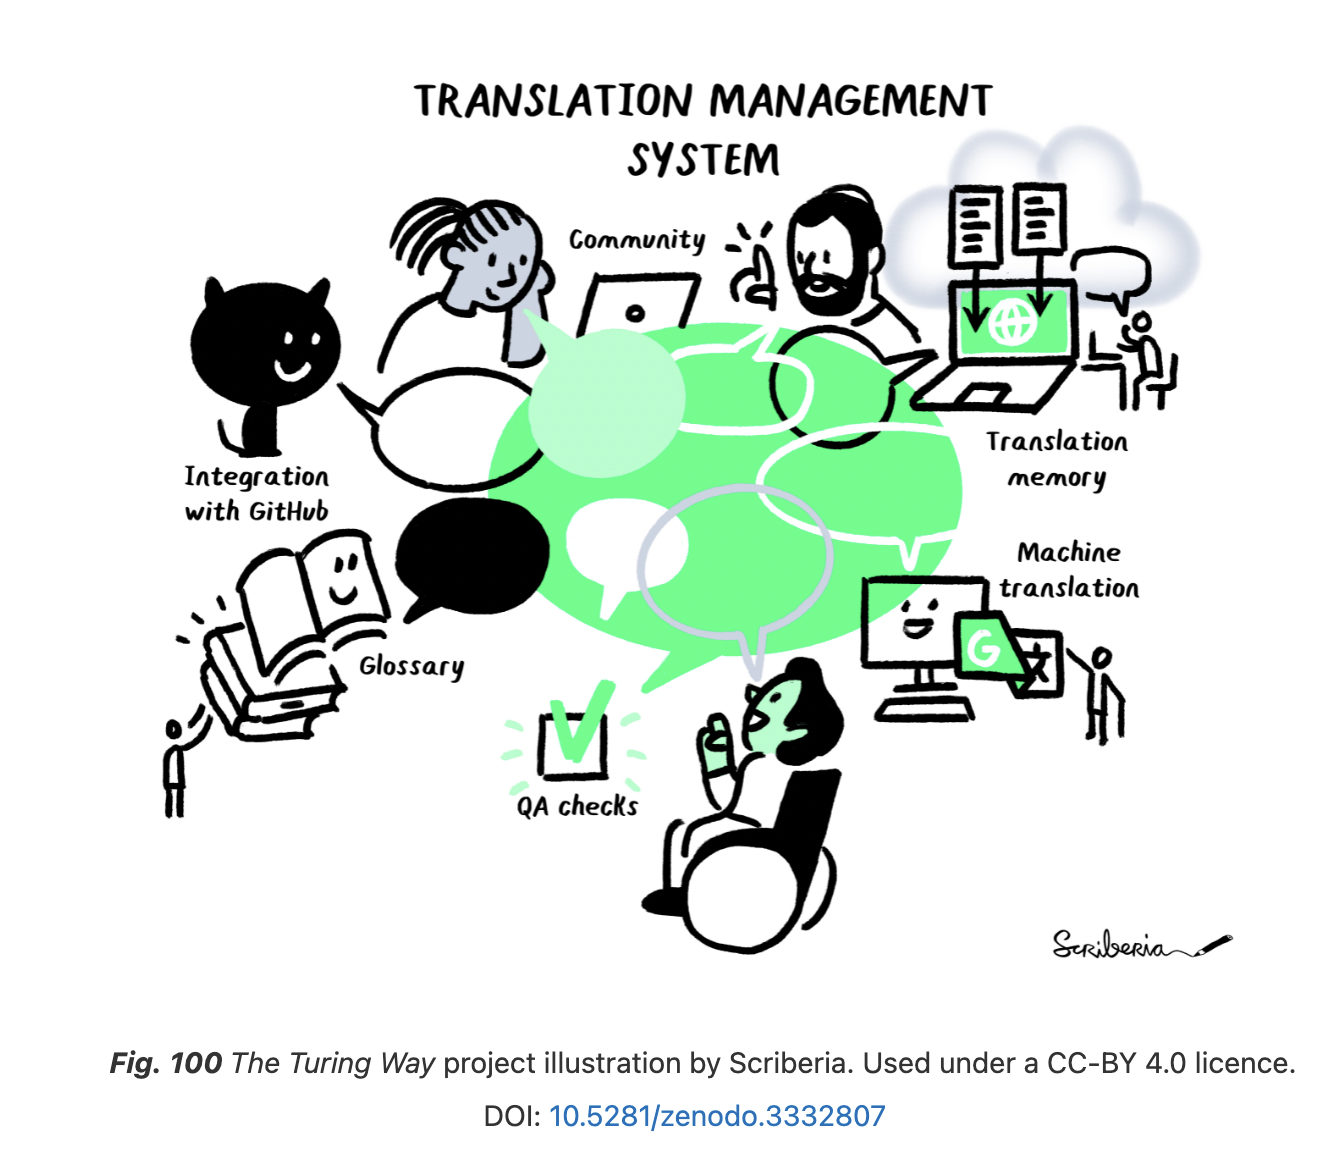 TRANSLATION MANAGEMENT
SYSTEM
Community
Integration
with GitHub
Translation
memory
Machine
translation
G
文
Glossary
QA checks
Scriberia
Fig. 100 The Turing Way project illustration by Scriberia. Used under a CC-BY 4.0 licence.
DOI: 10.5281/zenodo.3332807